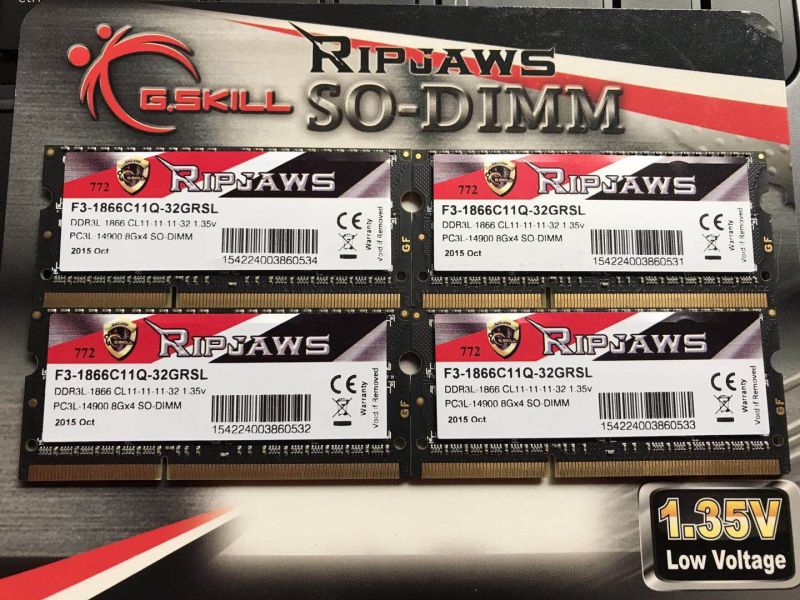 G.SKILL
RIPJAWS
SO-DIMM
772
RIPJAWS
F3-1866C11Q-32GRSL
DDR3L-1866 CL11-11-11-32 1.35v
PC3L-14900 8Gx4 SO-DIMM
2015 Oct
154224003860534
CE
Warranty
Void if Removed
772
RIPJAWS
F3-1866C11Q-32GRSL
DDR3L-1866 CL11-11-11-32 1.35v
PC3L-14900 8Gx4 SO-DIMM
2015 Oct
154224003860531
CE
Warranty
Void if Removed
GF
772
RIPJAWS
F3-1866C11Q-32GRSL
DDR3L-1866 CL11-11-11-32 1.35v
PC3L-14900 8Gx4 SO-DIMM
2015 Oct
154224003860532
CE
Warranty
Void if Removed
GF
772
RIPJAWS
F3-1866C11Q-32GRSL
DDR3L-1866 CL11-11-11-32 1.35v
PC3L-14900 8Gx4 SO-DIMM
2015 Oct
154224003860533
CE
Warranty
Void if Removed
GF
1.35V
Low Voltage